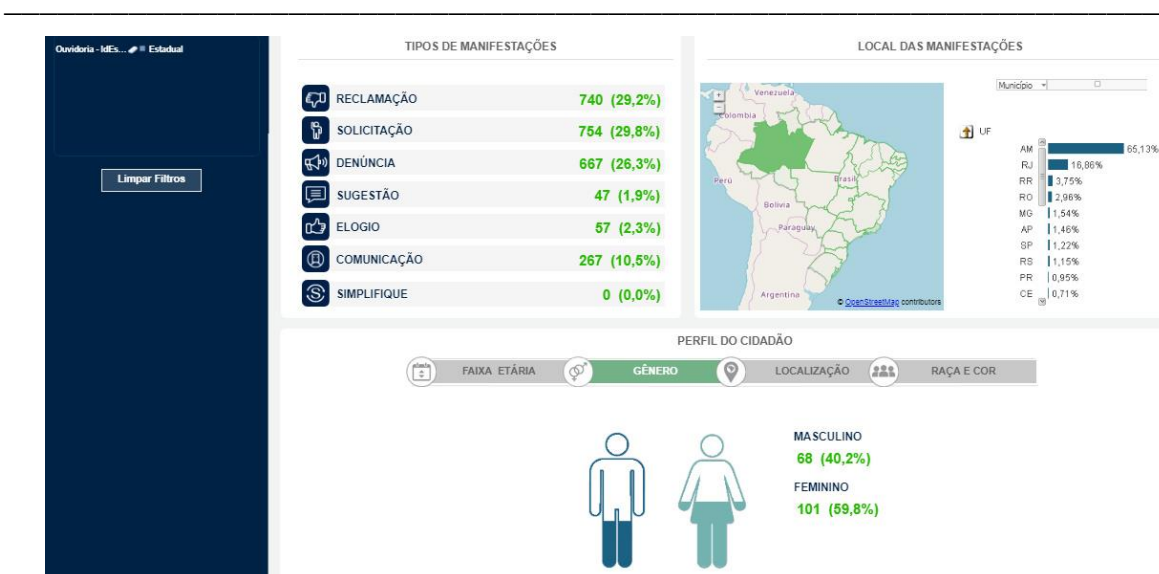 Ouvidoria - IdEs... Estadual
Limpar Filtros
TIPOS DE MANIFESTAÇÕES
RECLAMAÇÃO 740 (29,2%)
SOLICITAÇÃO 754 (29,8%)
DENÚNCIA 667 (26,3%)
SUGESTÃO 47 (1,9%)
ELOGIO 57 (2,3%)
COMUNICAÇÃO 267 (10,5%)
SIMPLIFIQUE 0 (0,0%)
LOCAL DAS MANIFESTAÇÕES
Venezuela
Colombia
Perú
Brasil
Bolivia
Paraguay
Argentina
© OpenStreetMap contributors
Município
UF
AM 65,13%
RJ 16,86%
RR 3,75%
RO 2,96%
MG 1,54%
AP 1,46%
SP 1,22%
RS 1,15%
PR 0,95%
CE 0,71%
PERFIL DO CIDADÃO
FAIXA ETÁRIA GÊNERO LOCALIZAÇÃO RAÇA E COR
MASCULINO
68 (40,2%)
FEMININO
101 (59,8%)